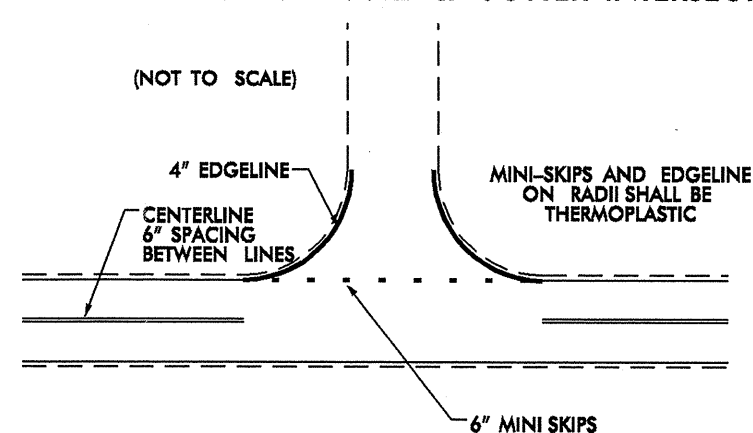 (NOT TO SCALE)
4" EDGELINE
MINI-SKIPS AND EDGELINE
ON RADII SHALL BE
THERMOPLASTIC
CENTERLINE
6" SPACING
BETWEEN LINES
6" MINI SKIPS